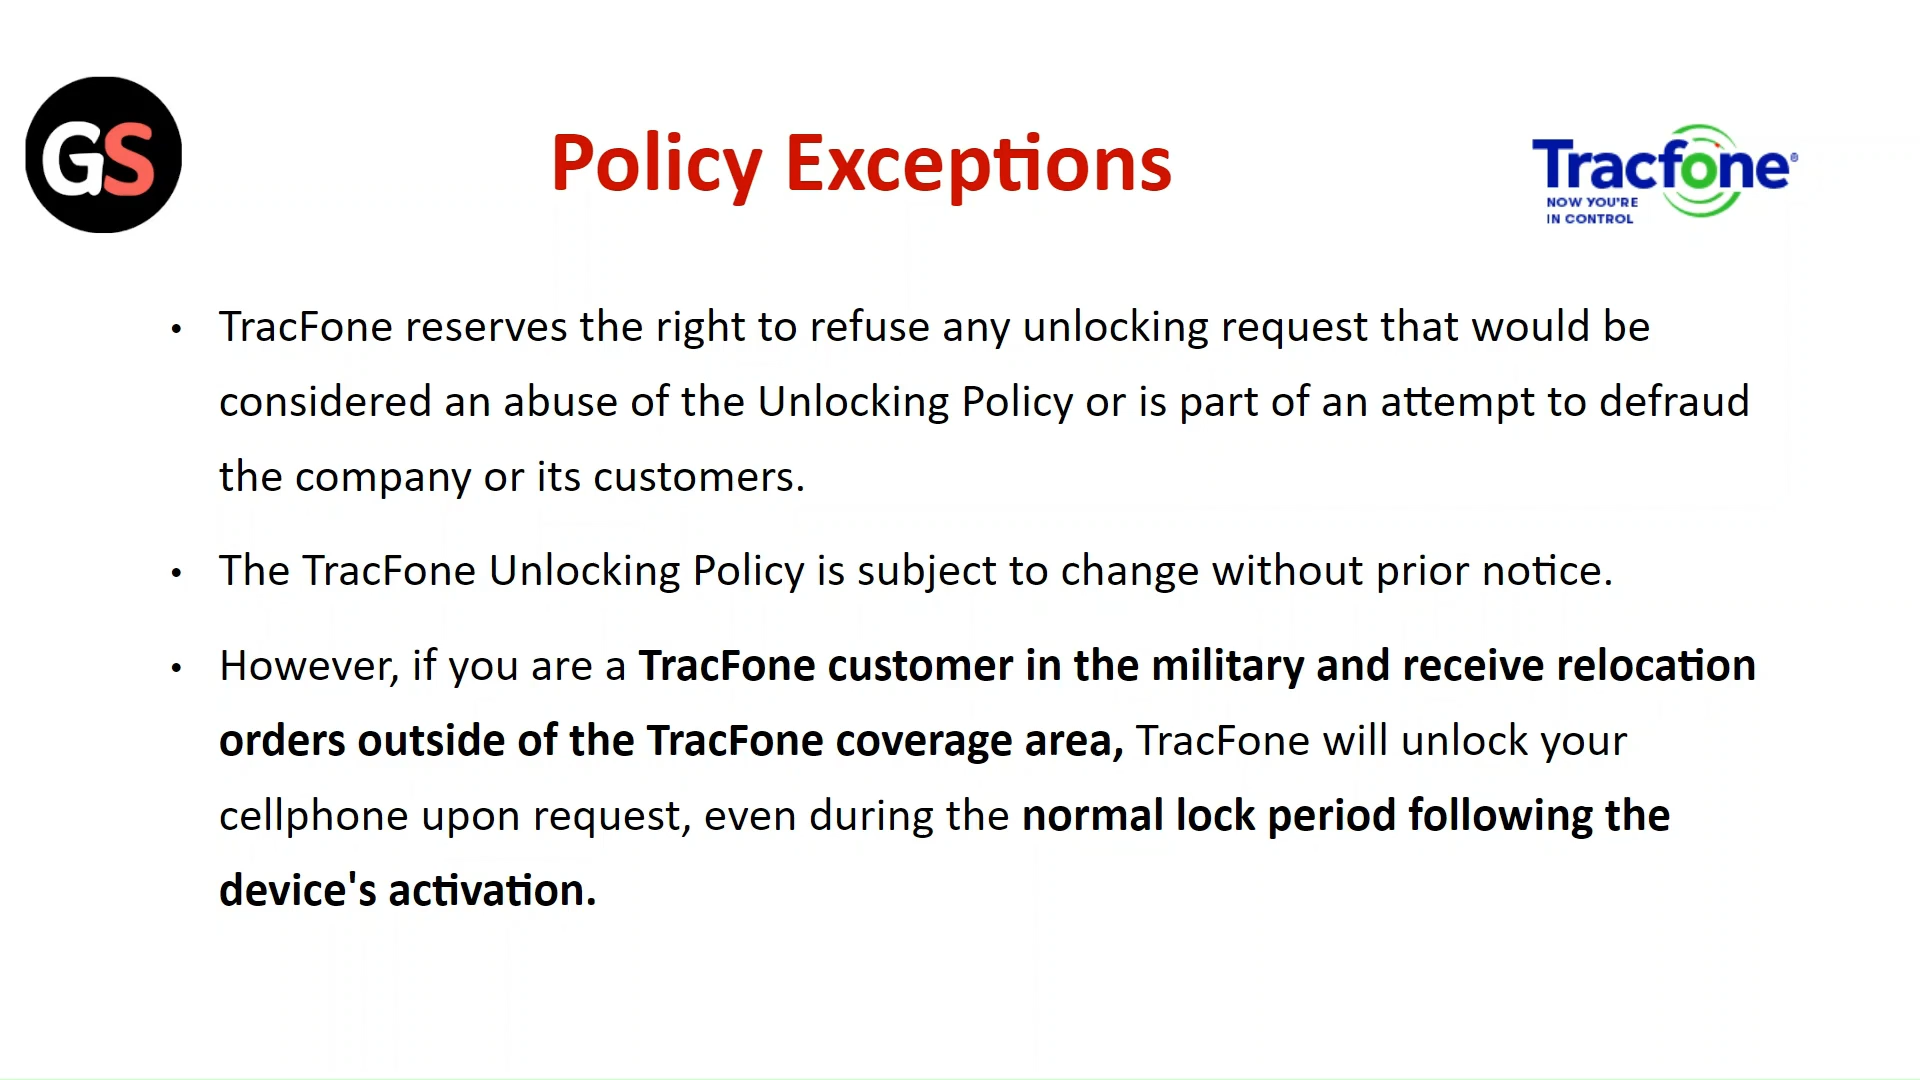 GS
Policy Exceptions
Tracfone®
NOW YOU'RE
IN CONTROL
• TracFone reserves the right to refuse any unlocking request that would be
considered an abuse of the Unlocking Policy or is part of an attempt to defraud
the company or its customers.
• The TracFone Unlocking Policy is subject to change without prior notice.
• However, if you are a TracFone customer in the military and receive relocation
orders outside of the TracFone coverage area, TracFone will unlock your
cellphone upon request, even during the normal lock period following the
device's activation.